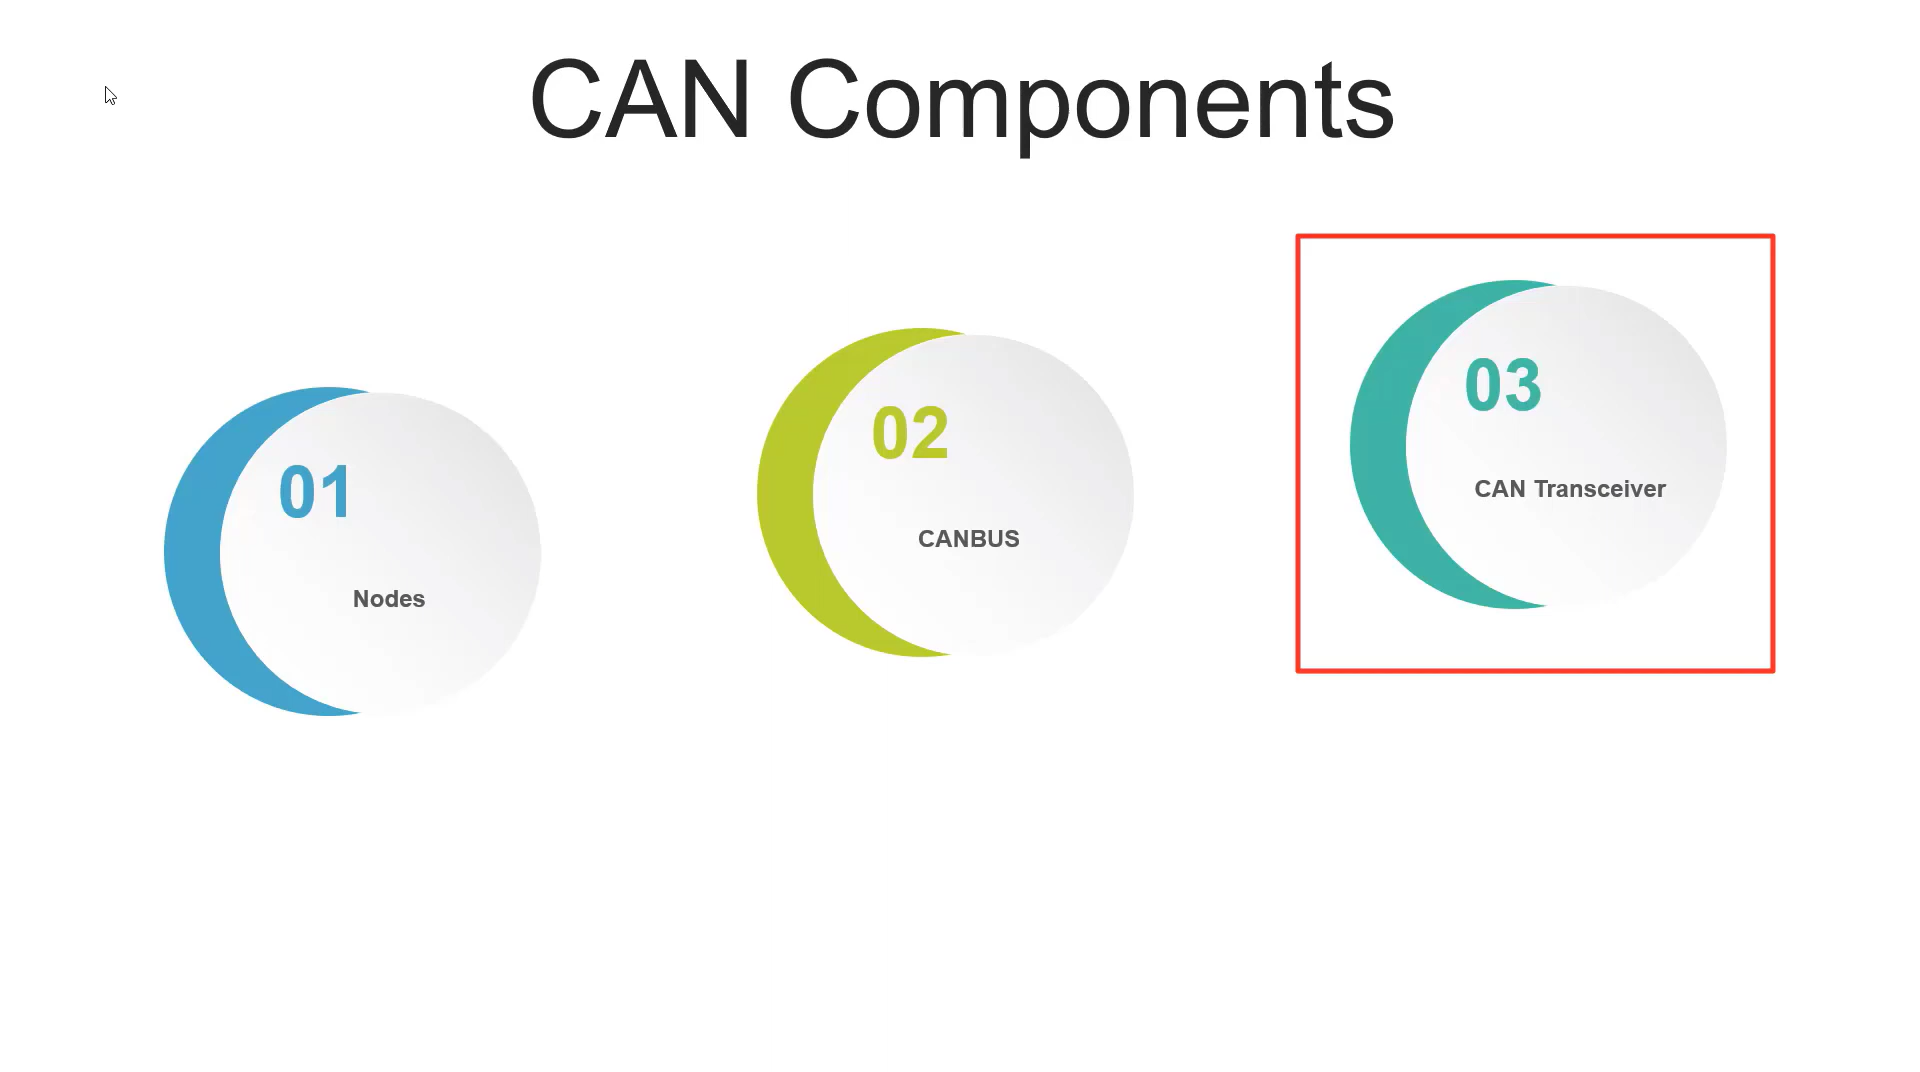 CAN Components
01
Nodes
02
CANBUS
03
CAN Transceiver